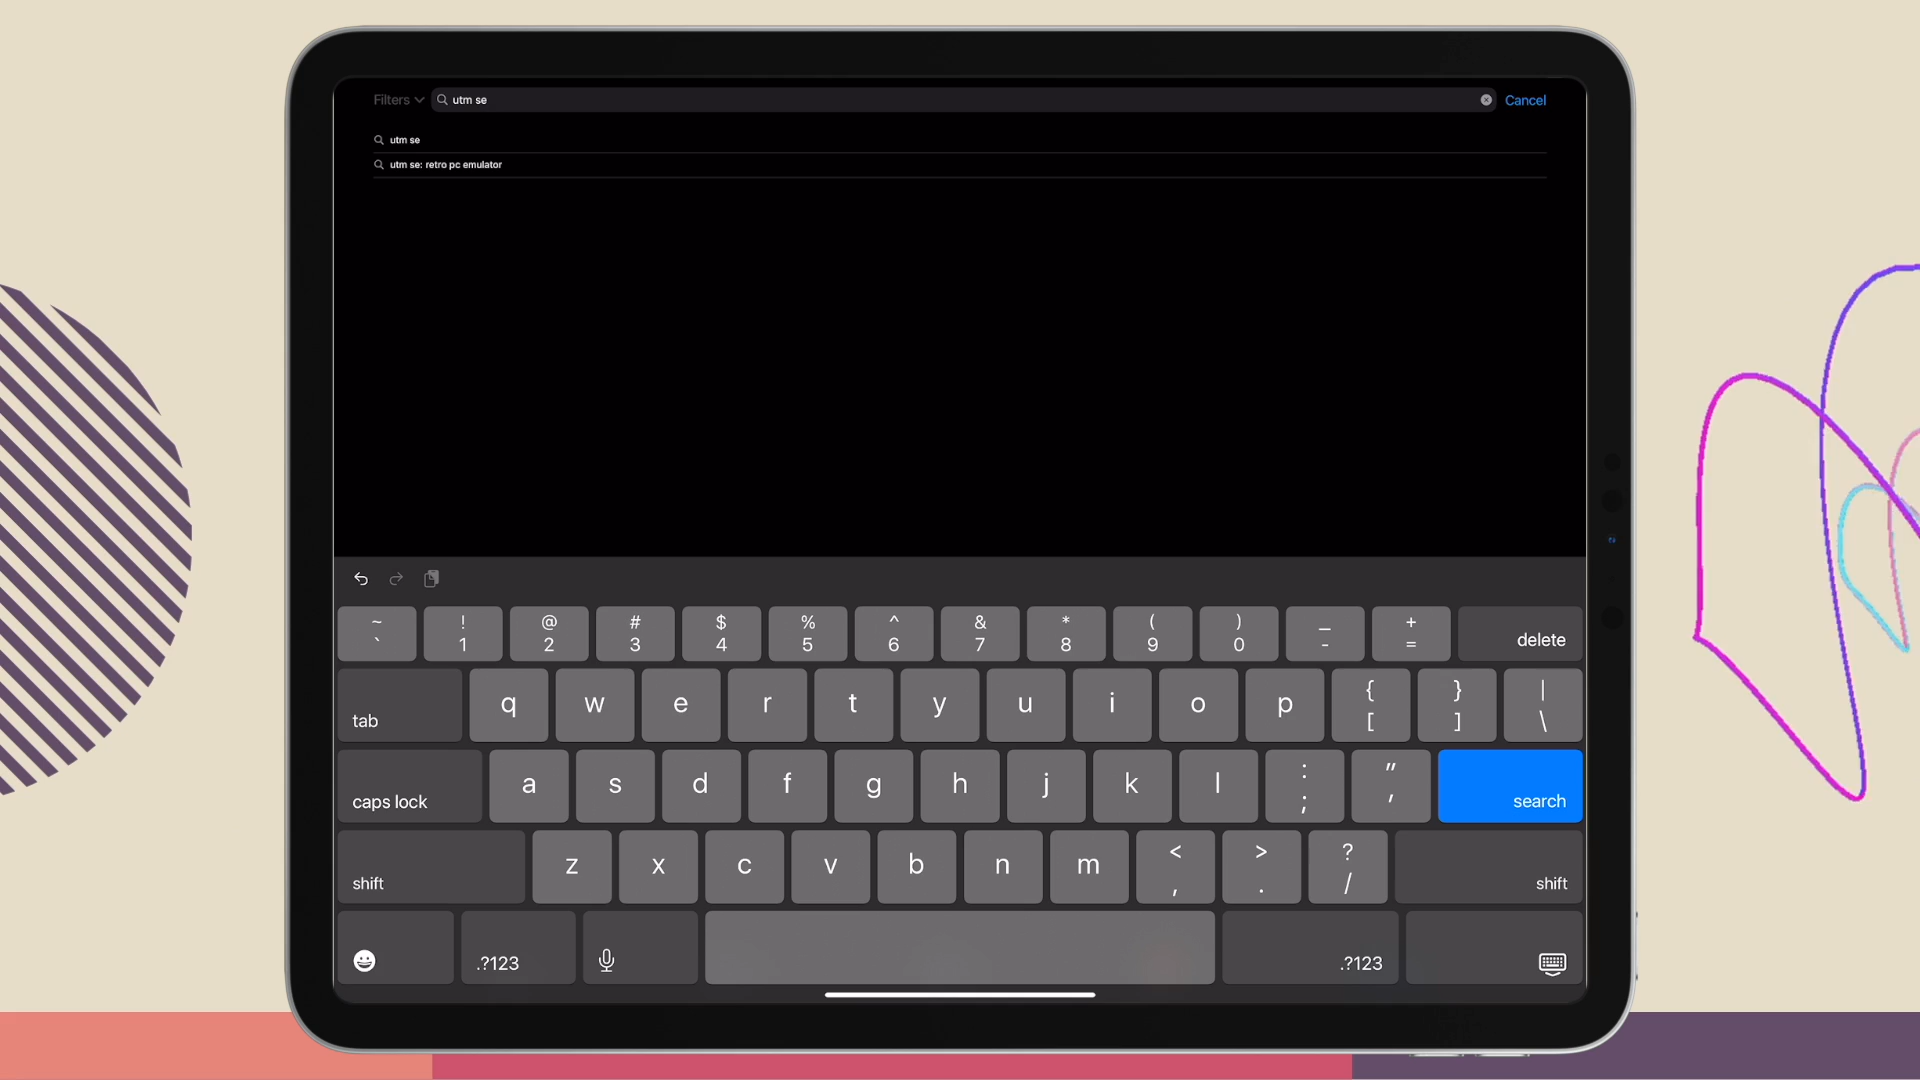 Filters utm se Cancel
utm se
utm se: retro pc emulator
~ ! @ # $ % ^ & * ( ) _ +
` 1 2 3 4 5 6 7 8 9 0 - = delete
tab q w e r t y u i o p { } |
[ ] \
caps lock a s d f g h j k l : "
; ' search
shift z x c v b n m < > ?
, . / shift
.?123 .?123